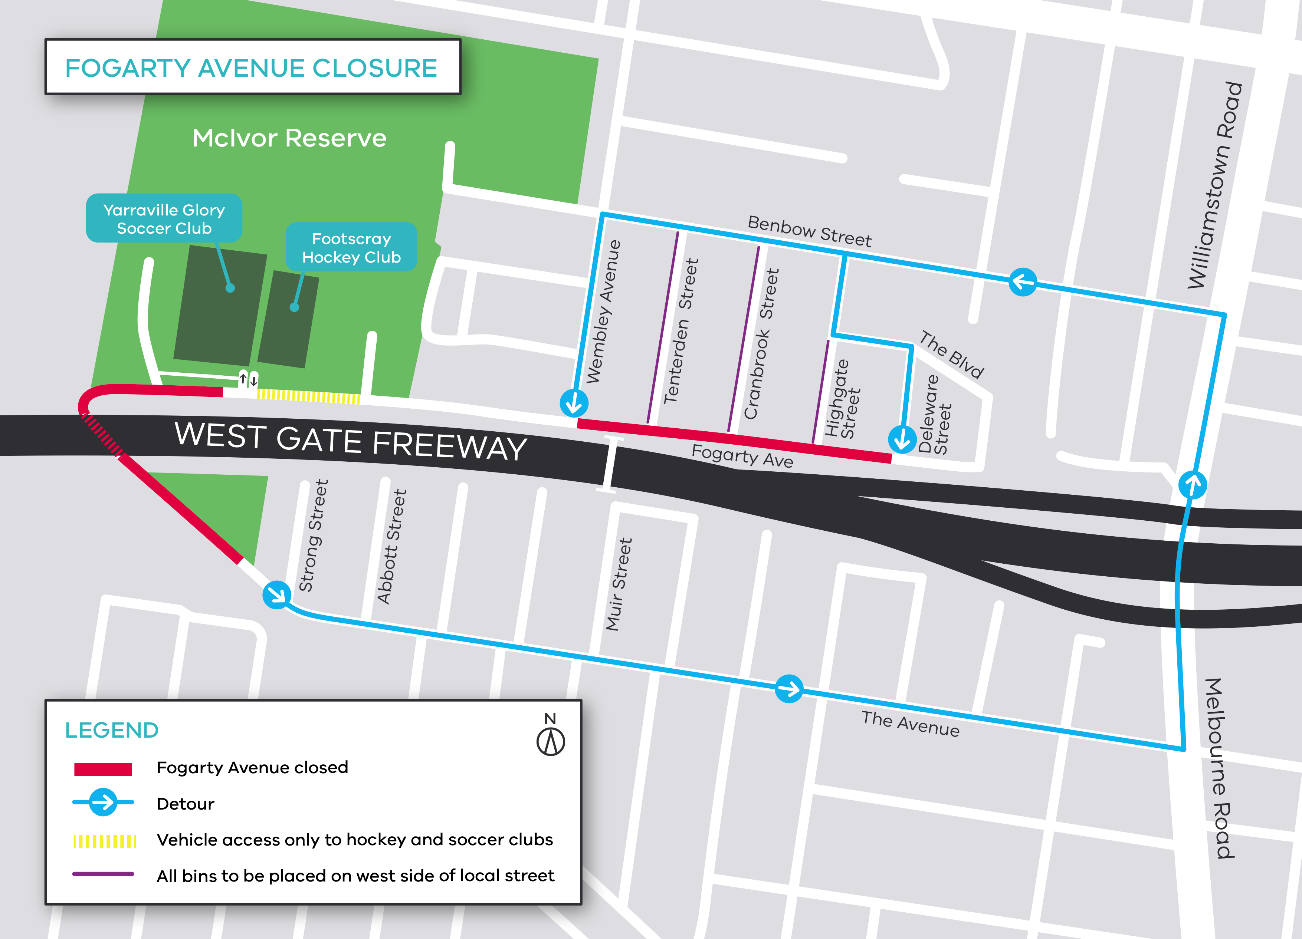 FOGARTY AVENUE CLOSURE
McIvor Reserve
Yarraville Glory
Soccer Club
Footscray
Hockey Club
Benbow Street
Williamstown Road
Wembley Avenue
Tenterden Street
Cranbrook Street
Highgate
Street
The Blvd
Deleware
Street
WEST GATE FREEWAY
Fogarty Ave
Strong Street
Abbott Street
Muir Street
The Avenue
Melbourne Road
LEGEND
N
Fogarty Avenue closed
Detour
Vehicle access only to hockey and soccer clubs
All bins to be placed on west side of local street